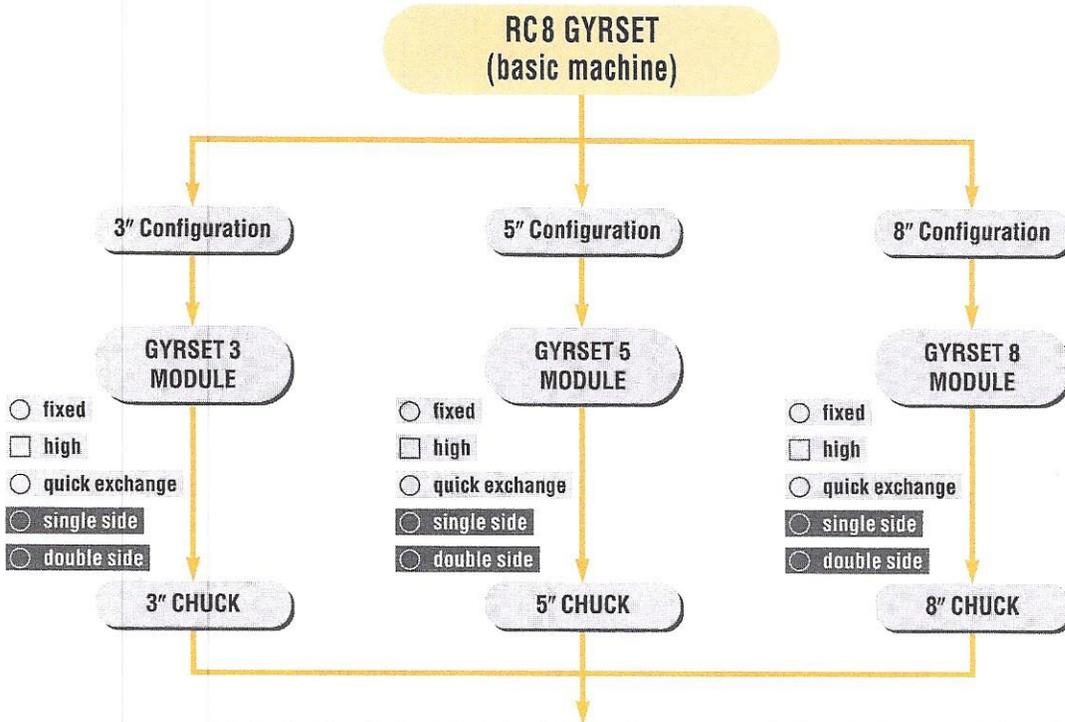 RC8 GYRSET
(basic machine)
3″ Configuration
5″ Configuration
8″ Configuration
GYRSET 3
MODULE
GYRSET 5
MODULE
GYRSET 8
MODULE
fixed
high
quick exchange
single side
double side
fixed
high
quick exchange
single side
double side
fixed
high
quick exchange
single side
double side
3″ CHUCK
5″ CHUCK
8″ CHUCK